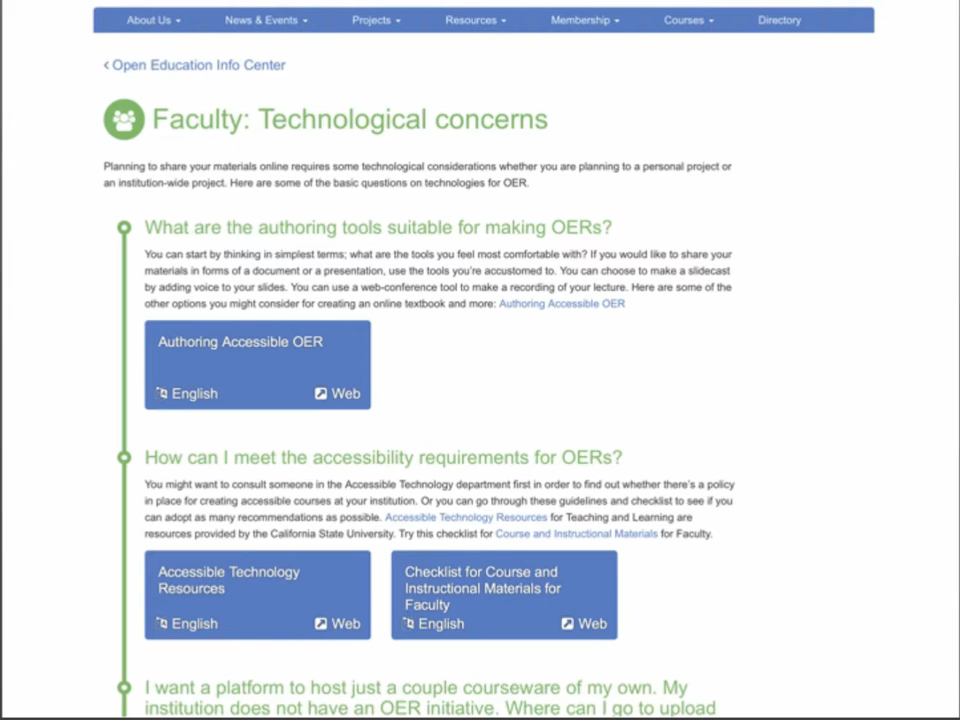 About Us News & Events Projects Resources Membership Courses Directory
< Open Education Info Center
Faculty: Technological concerns
Planning to share your materials online requires some technological considerations whether you are planning to a personal project or
an institution-wide project. Here are some of the basic questions on technologies for OER.
What are the authoring tools suitable for making OERs?
You can start by thinking in simplest terms; what are the tools you feel most comfortable with? If you would like to share your
materials in forms of a document or a presentation, use the tools you're accustomed to. You can choose to make a slidecast
by adding voice to your slides. You can use a web-conference tool to make a recording of your lecture. Here are some of the
other options you might consider for creating an online textbook and more: Authoring Accessible OER
Authoring Accessible OER
English Web
How can I meet the accessibility requirements for OERs?
You might want to consult someone in the Accessible Technology department first in order to find out whether there's a policy
in place for creating accessible courses at your institution. Or you can go through these guidelines and checklist to see if you
can adopt as many recommendations as possible. Accessible Technology Resources for Teaching and Learning are
resources provided by the California State University. Try this checklist for Course and Instructional Materials for Faculty.
Accessible Technology
Resources
English Web
Checklist for Course and
Instructional Materials for
Faculty
English Web
I want a platform to host just a couple courseware of my own. My
institution does not have an OER initiative. Where can I go to upload